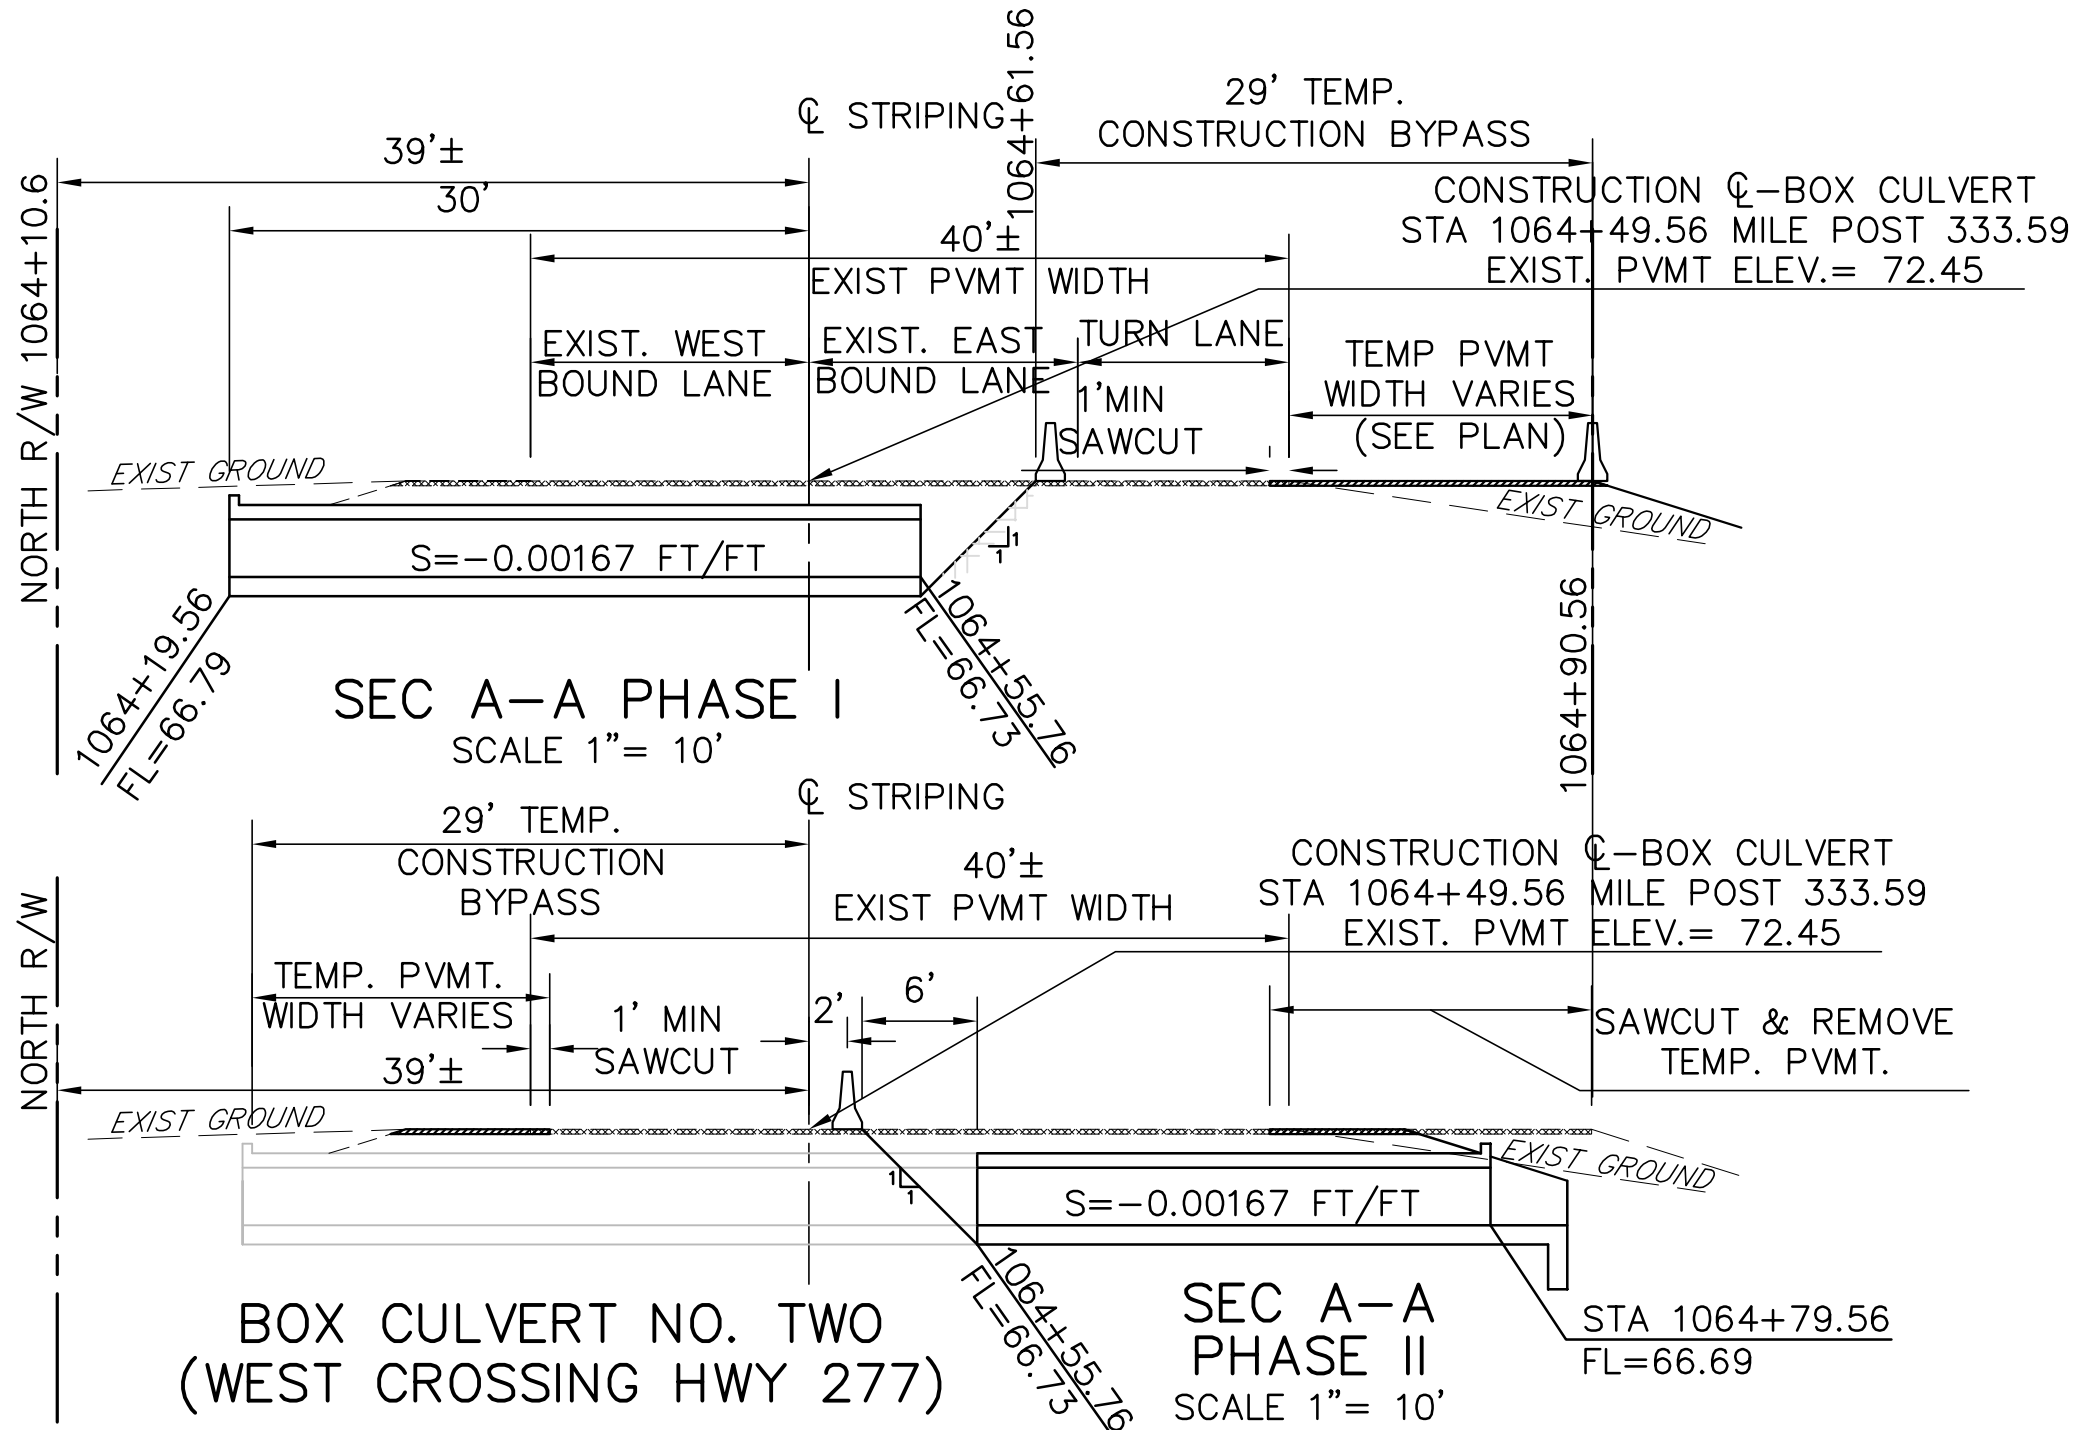 NORTH R/W 1064+10.6
39'±
30'
℄ STRIPING
1064+61.56
29' TEMP.
CONSTRUCTION BYPASS
CONSTRUCTION ℄-BOX CULVERT
STA 1064+49.56 MILE POST 333.59
EXIST. PVMT ELEV.= 72.45
40'±
EXIST PVMT WIDTH
EXIST. WEST
BOUND LANE
EXIST. EAST
BOUND LANE
TURN LANE
1'MIN
SAWCUT
TEMP PVMT
WIDTH VARIES
(SEE PLAN)
EXIST GROUND
EXIST GROUND
S=-0.00167 FT/FT
1
1
1064+19.56
FL=66.79
1064+55.76
FL=66.73
1064+90.56
SEC A-A PHASE I
SCALE 1"= 10'
℄ STRIPING
29' TEMP.
CONSTRUCTION
BYPASS
40'±
EXIST PVMT WIDTH
CONSTRUCTION ℄-BOX CULVERT
STA 1064+49.56 MILE POST 333.59
EXIST. PVMT ELEV.= 72.45
NORTH R/W
TEMP. PVMT.
WIDTH VARIES
1' MIN
SAWCUT
2'
6'
39'±
SAWCUT & REMOVE
TEMP. PVMT.
EXIST GROUND
EXIST GROUND
1
1
S=-0.00167 FT/FT
1064+55.76
FL=66.73
STA 1064+79.56
FL=66.69
BOX CULVERT NO. TWO
(WEST CROSSING HWY 277)
SEC A-A
PHASE II
SCALE 1"= 10'